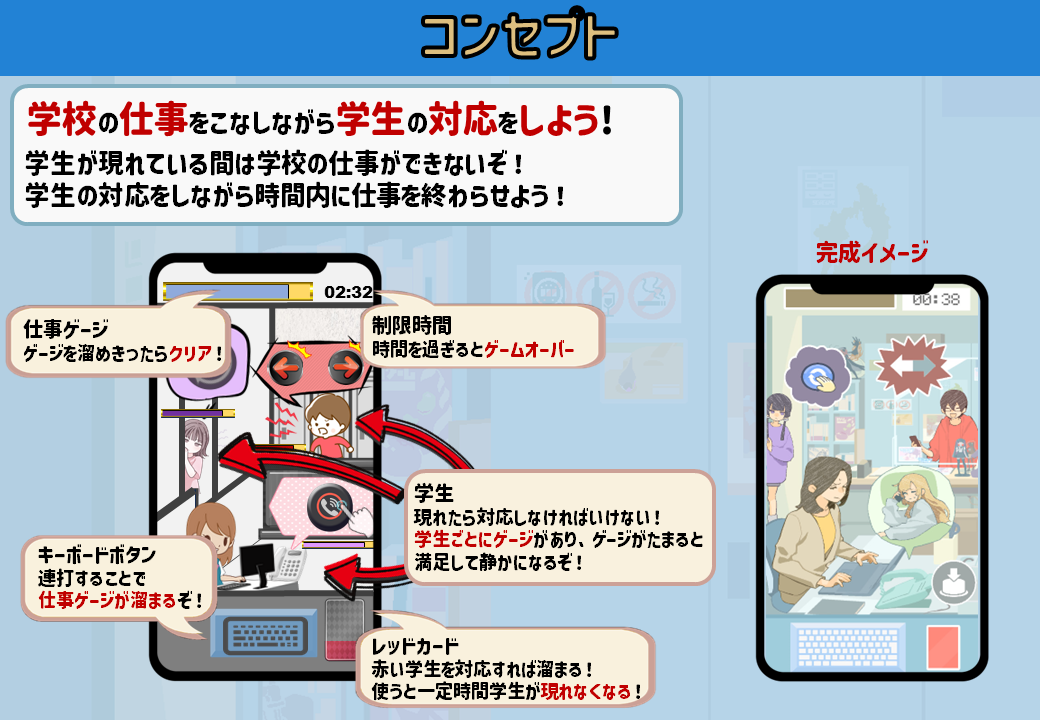 コンセプト
学校の仕事をこなしながら学生の対応をしよう!
学生が現れている間は学校の仕事ができないぞ!
学生の対応をしながら時間内に仕事を終わらせよう!
完成イメージ
02:32
00:38
仕事ゲージ
ゲージを溜めきったらクリア!
制限時間
時間を過ぎるとゲームオーバー
学生
現れたら対応しなければいけない!
学生ごとにゲージがあり、ゲージがたまると
満足して静かになるぞ!
キーボードボタン
連打することで
仕事ゲージが溜まるぞ!
レッドカード
赤い学生を対応すれば溜まる!
使うと一定時間学生が現れなくなる!